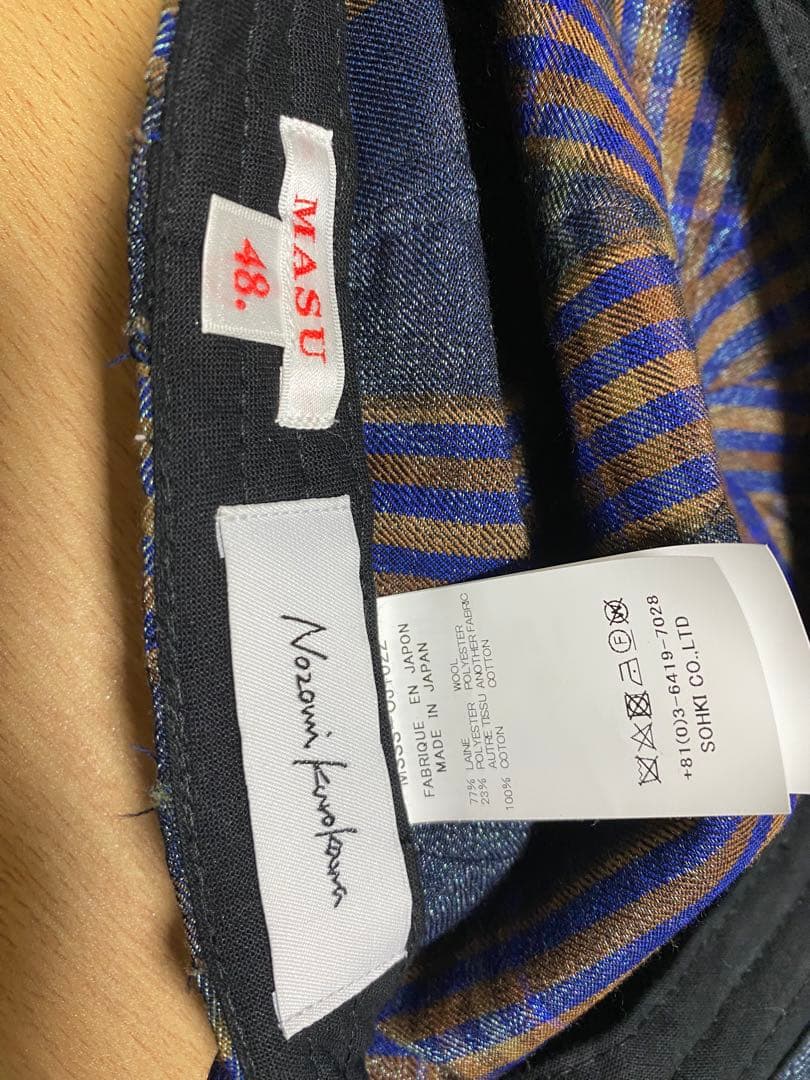 MASU
48.
FABRIQUE EN JAPON
MADE IN JAPAN
77% LAINE WOOL
23% POLYESTER POLYESTER
AUTRE TISSU ANOTHER FABRIC
100% COTON COTTON
+81(0)3-6419-7028
SOHKI CO.,LTD
Nozomi